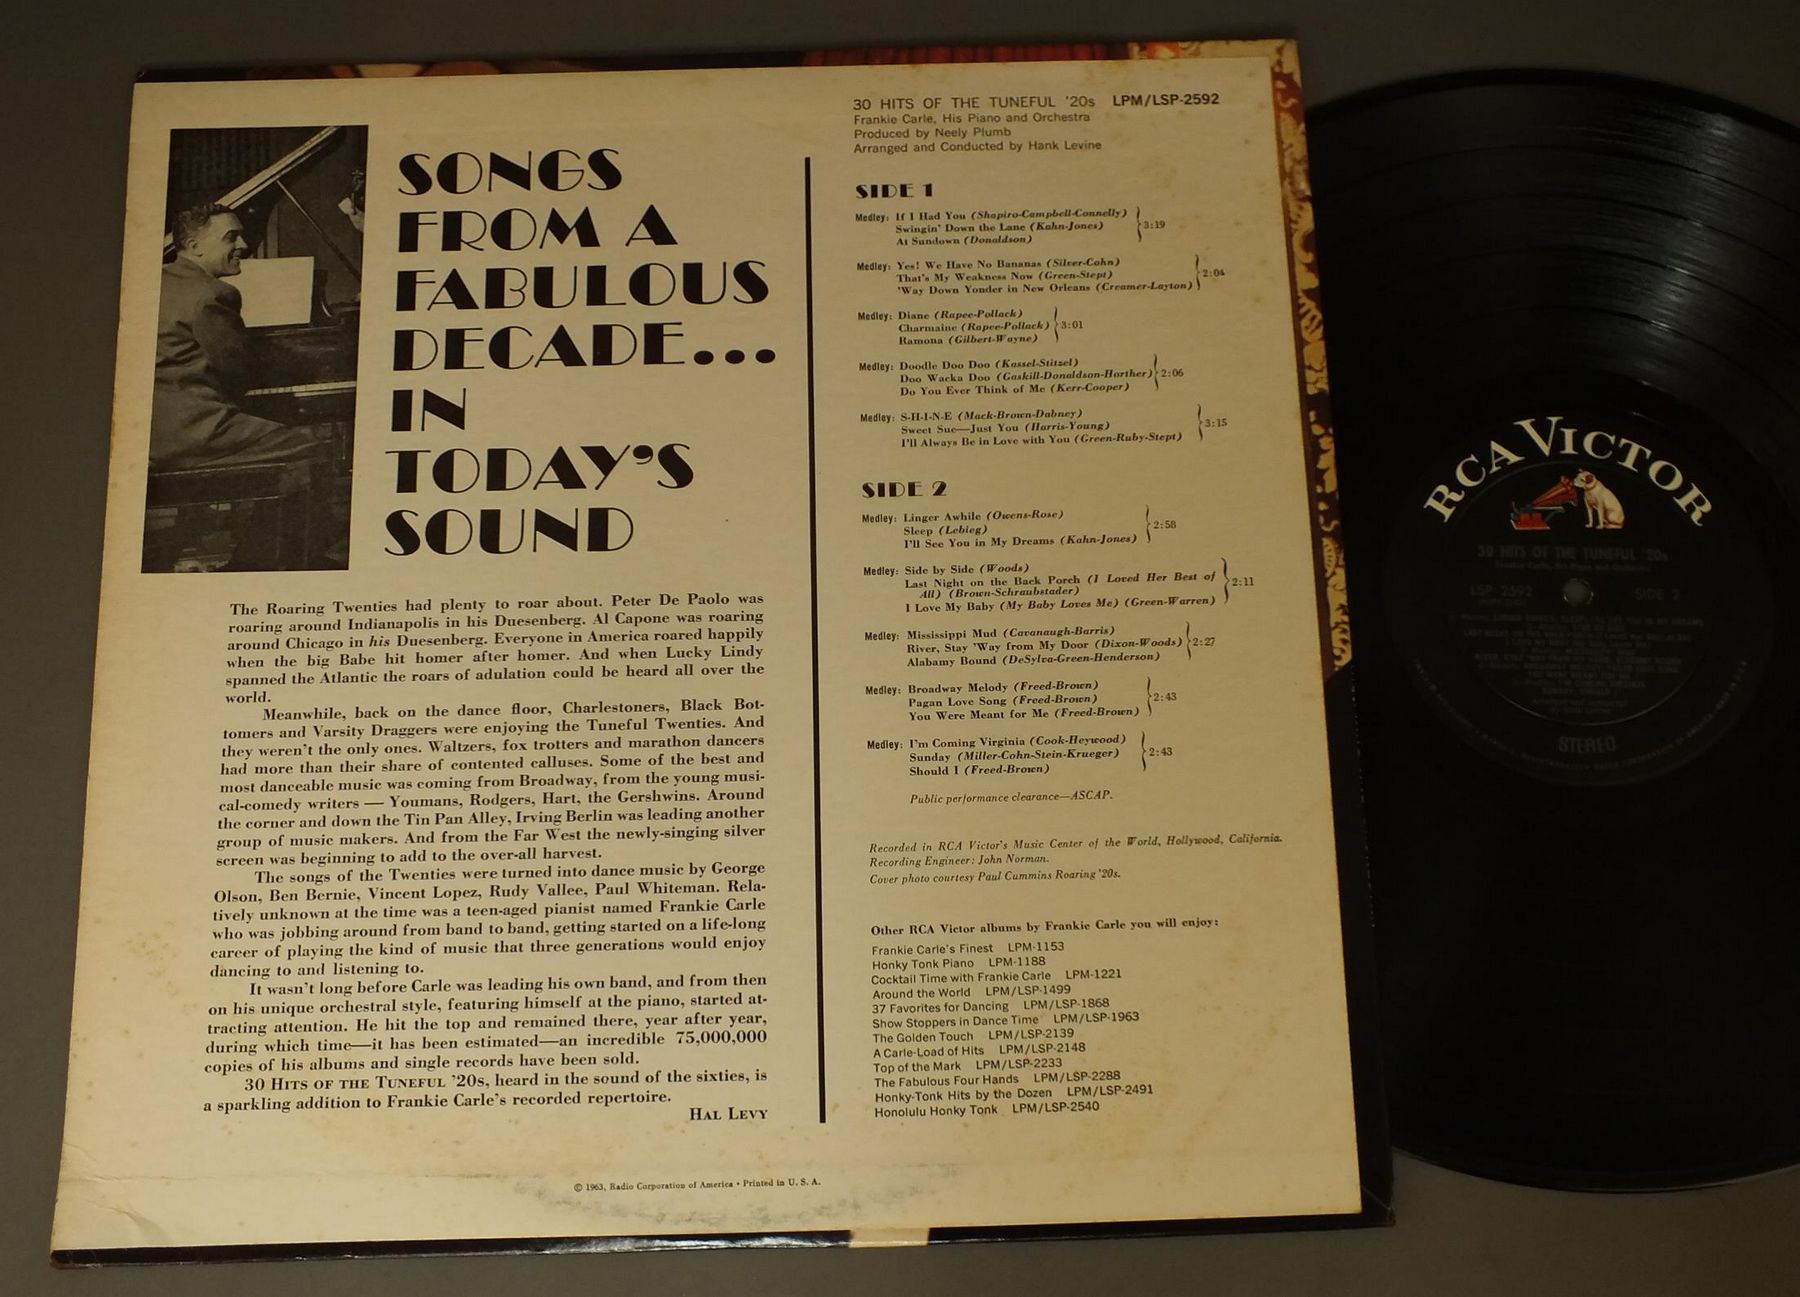 SONGS
FROM A
FABULOUS
DECADE...
IN
TODAY'S
SOUND
The Roaring Twenties had plenty to roar about. Peter De Paolo was
roaring around Indianapolis in his Duesenberg. Al Capone was roaring
around Chicago in his Duesenberg. Everyone in America roared happily
when the big Babe hit homer after homer. And when Lucky Lindy
spanned the Atlantic the roars of adulation could be heard all over the
world.
Meanwhile, back on the dance floor, Charlestoners, Black Bot-
tomers and Varsity Draggers were enjoying the Tuneful Twenties. And
they weren't the only ones. Waltzers, fox trotters and marathon dancers
had more than their share of contented calluses. Some of the best and
most danceable music was coming from Broadway, from the young musi-
cal-comedy writers — Youmans, Rodgers, Hart, the Gershwins. Around
the corner and down the Tin Pan Alley, Irving Berlin was leading another
group of music makers. And from the Far West the newly-singing silver
screen was beginning to add to the over-all harvest.
The songs of the Twenties were turned into dance music by George
Olson, Ben Bernie, Vincent Lopez, Rudy Vallee, Paul Whiteman. Rela-
tively unknown at the time was a teen-aged pianist named Frankie Carle
who was jobbing around from band to band, getting started on a life-long
career of playing the kind of music that three generations would enjoy
dancing to and listening to.
It wasn't long before Carle was leading his own band, and from then
on his unique orchestral style, featuring himself at the piano, started at-
tracting attention. He hit the top and remained there, year after year,
during which time—it has been estimated—an incredible 75,000,000
copies of his albums and single records have been sold.
30 HITS OF THE TUNEFUL '20s, heard in the sound of the sixties, is
a sparkling addition to Frankie Carle's recorded repertoire.
HAL LEVY
© 1963, Radio Corporation of America • Printed in U. S. A.
30 HITS OF THE TUNEFUL '20s LPM/LSP-2592
Frankie Carle, His Piano and Orchestra
Produced by Neely Plumb
Arranged and Conducted by Hank Levine
SIDE 1
Medley: If I Had You (Shapiro-Campbell-Connelly)
Swingin' Down the Lane (Kahn-Jones) 3:19
At Sundown (Donaldson)
Medley: Yes! We Have No Bananas (Silver-Cohn)
That's My Weakness Now (Green-Stept) 2:04
'Way Down Yonder in New Orleans (Creamer-Layton)
Medley: Diane (Rapee-Pollack)
Charmaine (Rapee-Pollack) 3:01
Ramona (Gilbert-Wayne)
Medley: Doodle Doo Doo (Kassel-Stitzel)
Doo Wacka Doo (Gaskill-Donaldson-Horther) 2:06
Do You Ever Think of Me (Kerr-Cooper)
Medley: S-H-I-N-E (Mack-Brown-Dabney)
Sweet Sue—Just You (Harris-Young) 3:15
I'll Always Be in Love with You (Green-Ruby-Stept)
SIDE 2
Medley: Linger Awhile (Owens-Rose)
Sleep (Lebieg) 2:58
I'll See You in My Dreams (Kahn-Jones)
Medley: Side by Side (Woods)
Last Night on the Back Porch (I Loved Her Best of
All) (Brown-Schraubstader) 2:11
I Love My Baby (My Baby Loves Me) (Green-Warren)
Medley: Mississippi Mud (Cavanaugh-Barris)
River, Stay 'Way from My Door (Dixon-Woods) 2:27
Alabamy Bound (DeSylva-Green-Henderson)
Medley: Broadway Melody (Freed-Brown)
Pagan Love Song (Freed-Brown) 2:43
You Were Meant for Me (Freed-Brown)
Medley: I'm Coming Virginia (Cook-Heywood)
Sunday (Miller-Cohn-Stein-Krueger) 2:43
Should I (Freed-Brown)
Public performance clearance—ASCAP.
Recorded in RCA Victor's Music Center of the World, Hollywood, California.
Recording Engineer: John Norman.
Cover photo courtesy Paul Cummins Roaring '20s.
Other RCA Victor albums by Frankie Carle you will enjoy:
Frankie Carle's Finest LPM-1153
Honky Tonk Piano LPM-1188
Cocktail Time with Frankie Carle LPM-1221
Around the World LPM/LSP-1499
37 Favorites for Dancing LPM/LSP-1868
Show Stoppers in Dance Time LPM/LSP-1963
The Golden Touch LPM/LSP-2139
A Carle-Load of Hits LPM/LSP-2148
Top of the Mark LPM/LSP-2233
The Fabulous Four Hands LPM/LSP-2288
Honky-Tonk Hits by the Dozen LPM/LSP-2491
Honolulu Honky Tonk LPM/LSP-2540
RCA VICTOR
30 HITS OF THE TUNEFUL '20s
Frankie Carle, His Piano and Orchestra
LSP 2592
SIDE 2
STEREO